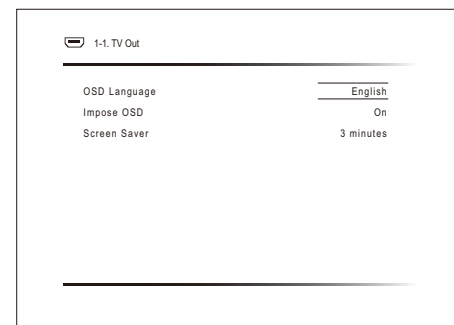 1-1. TV Out
OSD Language English
Impose OSD On
Screen Saver 3 minutes